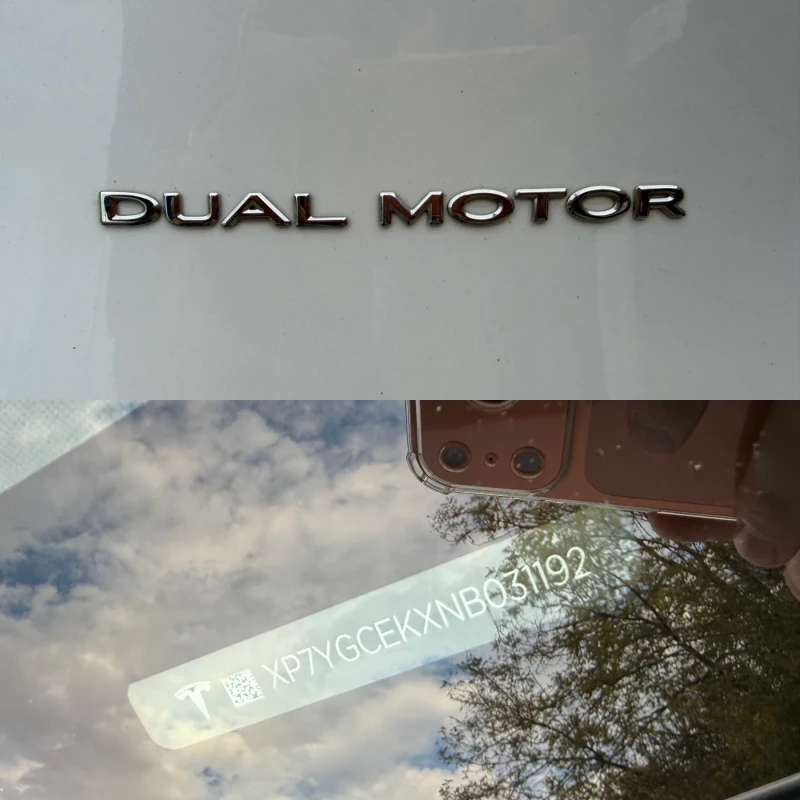 DUAL MOTOR
XP7YGCEKXNB031192